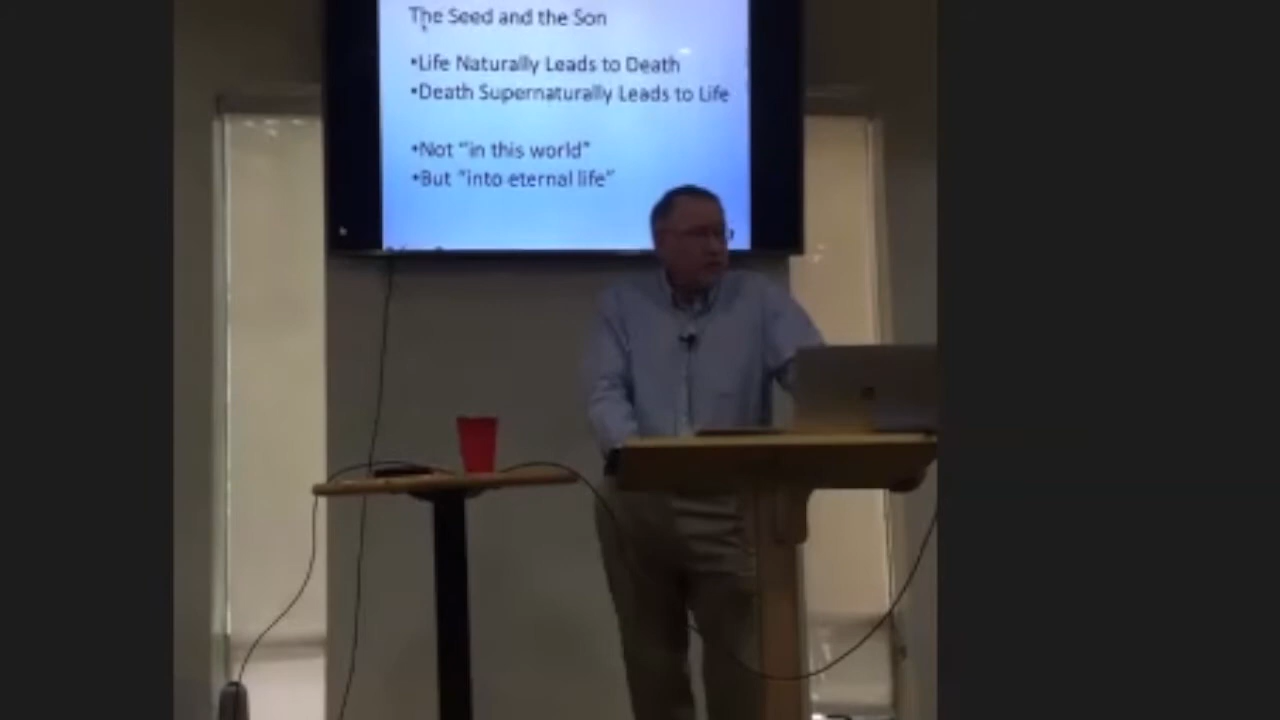 The Seed and the Son
•Life Naturally Leads to Death
•Death Supernaturally Leads to Life
•Not "in this world"
•But "into eternal life"